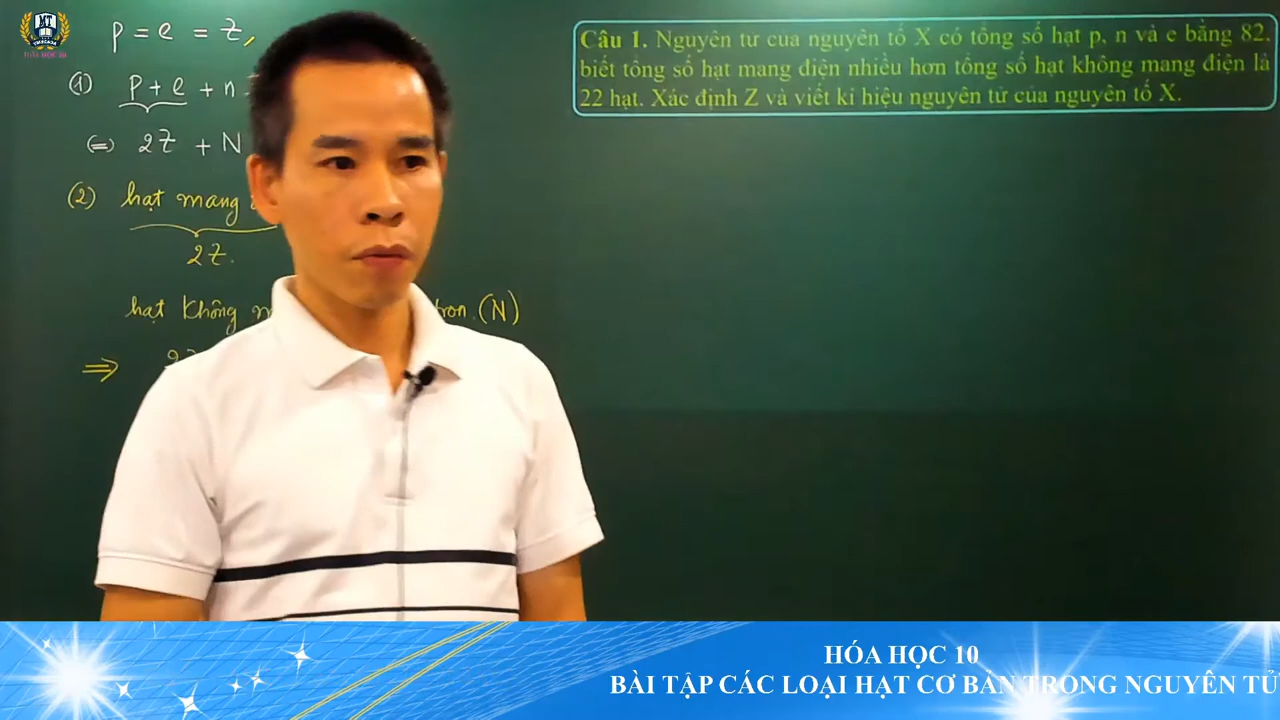 HÓA HỌC 10
p = e = Z,
(1) p + e + n
(=) 2Z + N
(2) hạt mang
2Z.
hạt không (N)
⇒
Câu 1. Nguyên tử của nguyên tố X có tổng số hạt p, n và e bằng 82,
biết tổng số hạt mang điện nhiều hơn tổng số hạt không mang điện là
22 hạt. Xác định Z và viết kí hiệu nguyên tử của nguyên tố X.
HÓA HỌC 10
BÀI TẬP CÁC LOẠI HẠT CƠ BẢN TRONG NGUYÊN TỬ